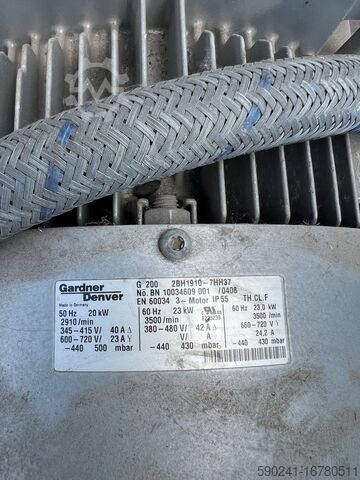 Gardner
Denver
Made in Germany
G 200 2BH1910-7HH37
No. BN 10034609 001 /0408
EN 60034 3~Motor IP 55 TH.CL.F
50 Hz 20 kW
2910/min
345-415 V/ 40 A Δ
600-720 V/ 23 A Y
-440 500 mbar
60 Hz 23 kW
3500/min
380-480 V/ 42 A Δ
-440 430 mbar
60 Hz 23.0 kW
3500/min
660-720 V Y
24.2 A
-440 430 mbar
590241-16780511